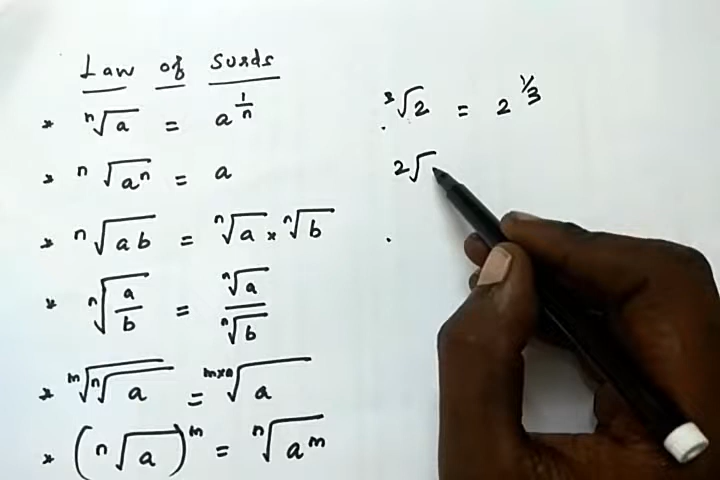 Law of Surds
* ⁿ√a = a^(1/n)
* ⁿ√aⁿ = a
* ⁿ√ab = ⁿ√a × ⁿ√b
* ⁿ√(a/b) = ⁿ√a / ⁿ√b
* ᵐ√ⁿ√a = ᵐˣⁿ√a
* (ⁿ√a)ᵐ = ⁿ√aᵐ
³√2 = 2^(1/3)
²√